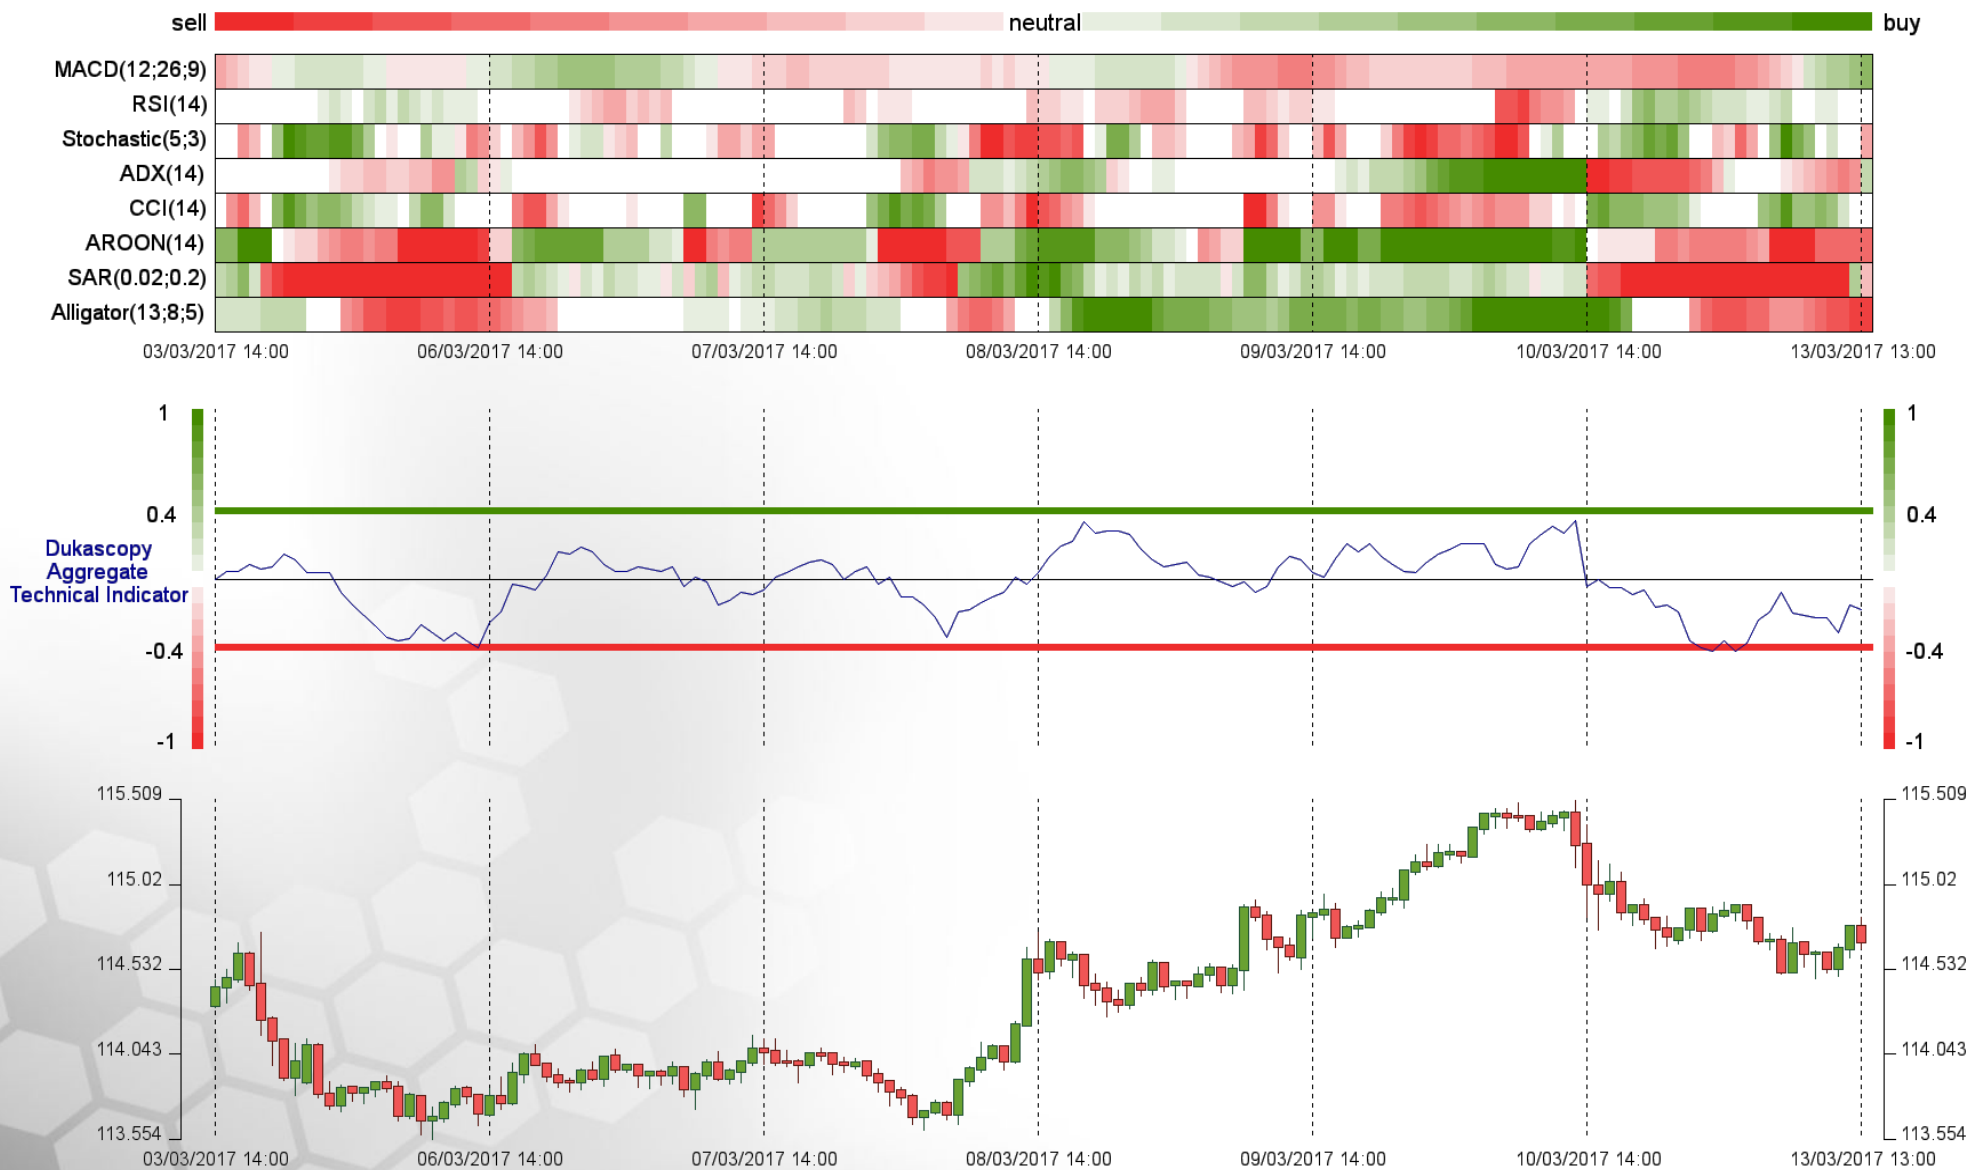 sell neutral buy
MACD(12;26;9)
RSI(14)
Stochastic(5;3)
ADX(14)
CCI(14)
AROON(14)
SAR(0.02;0.2)
Alligator(13;8;5)
03/03/2017 14:00 06/03/2017 14:00 07/03/2017 14:00 08/03/2017 14:00 09/03/2017 14:00 10/03/2017 14:00 13/03/2017 13:00
1 1
0.4 0.4
Dukascopy
Aggregate
Technical Indicator
-0.4 -0.4
-1 -1
115.509 115.509
115.02 115.02
114.532 114.532
114.043 114.043
113.554 113.554
03/03/2017 14:00 06/03/2017 14:00 07/03/2017 14:00 08/03/2017 14:00 09/03/2017 14:00 10/03/2017 14:00 13/03/2017 13:00